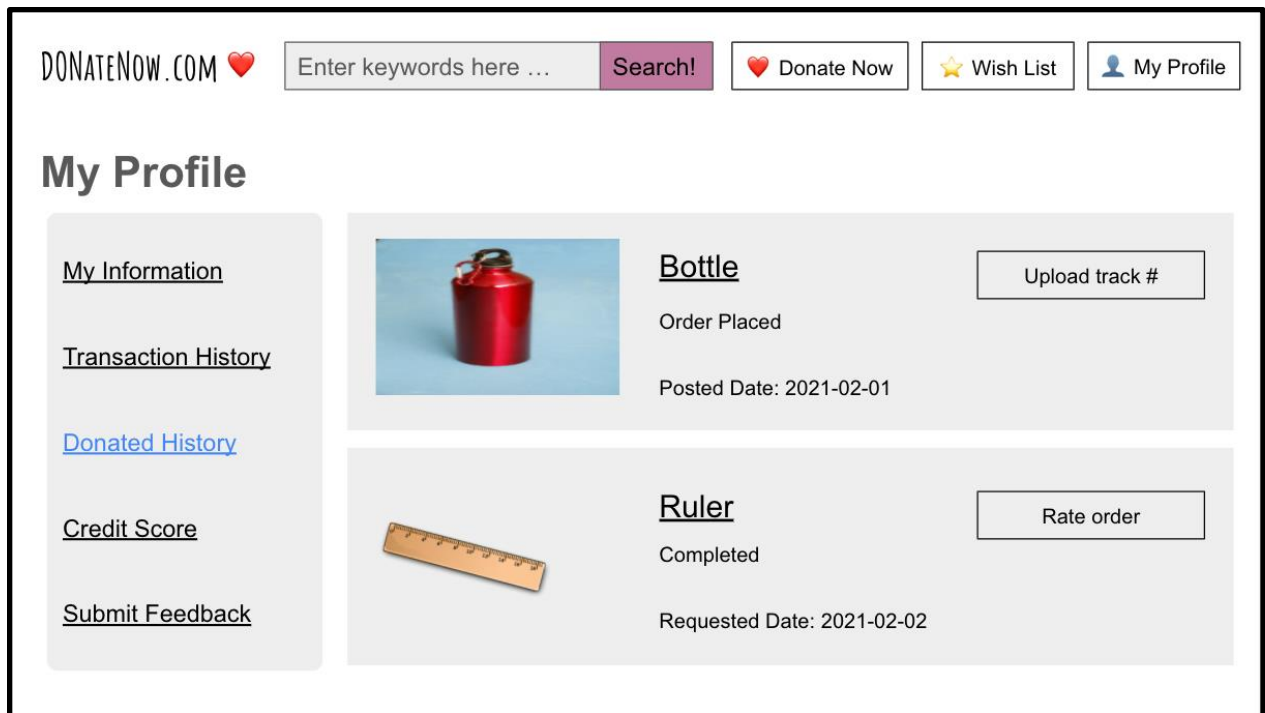 DONATENOW.COM ❤️
Enter keywords here … Search!
❤️ Donate Now
⭐ Wish List
👤 My Profile
My Profile
My Information
Transaction History
Donated History
Credit Score
Submit Feedback
Bottle
Upload track #
Order Placed
Posted Date: 2021-02-01
Ruler
Rate order
Completed
Requested Date: 2021-02-02